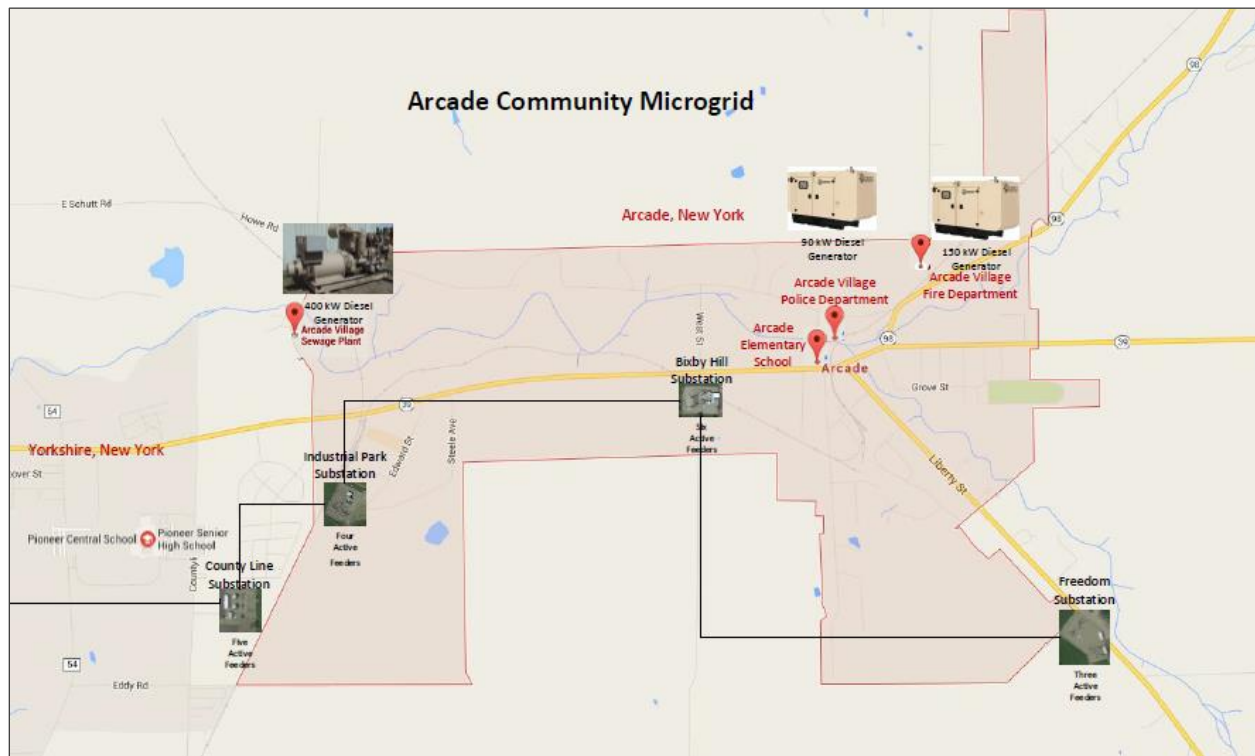 Arcade Community Microgrid
98
98
E Schutt Rd
Howe Rd
Arcade, New York
90 kW Diesel
Generator
98
150 kW Diesel
Generator
Arcade Village
Fire Department
Arcade Village
Police Department
400 kW Diesel
Generator
Arcade Village
Sewage Plant
Arcade
Elementary
School
West St
98
39
Bixby Hill
Substation
Arcade
Grove St
54
39
Six
Active
Feeders
Yorkshire, New York
Edward St
Steele Ave
over St
Industrial Park
Substation
Liberty St
Pioneer Central School
Pioneer Senior
High School
Four
Active
Feeders
County Line
Substation
County
Freedom
Substation
Five
Active
Feeders
54
Eddy Rd
Three
Active
Feeders